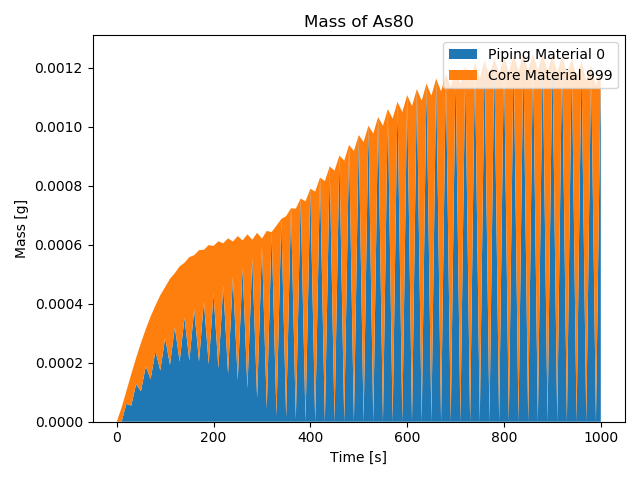 Mass of As80
Piping Material 0
Core Material 999
Mass [g]
0.0012
0.0010
0.0008
0.0006
0.0004
0.0002
0.0000
0
200
400
600
800
1000
Time [s]